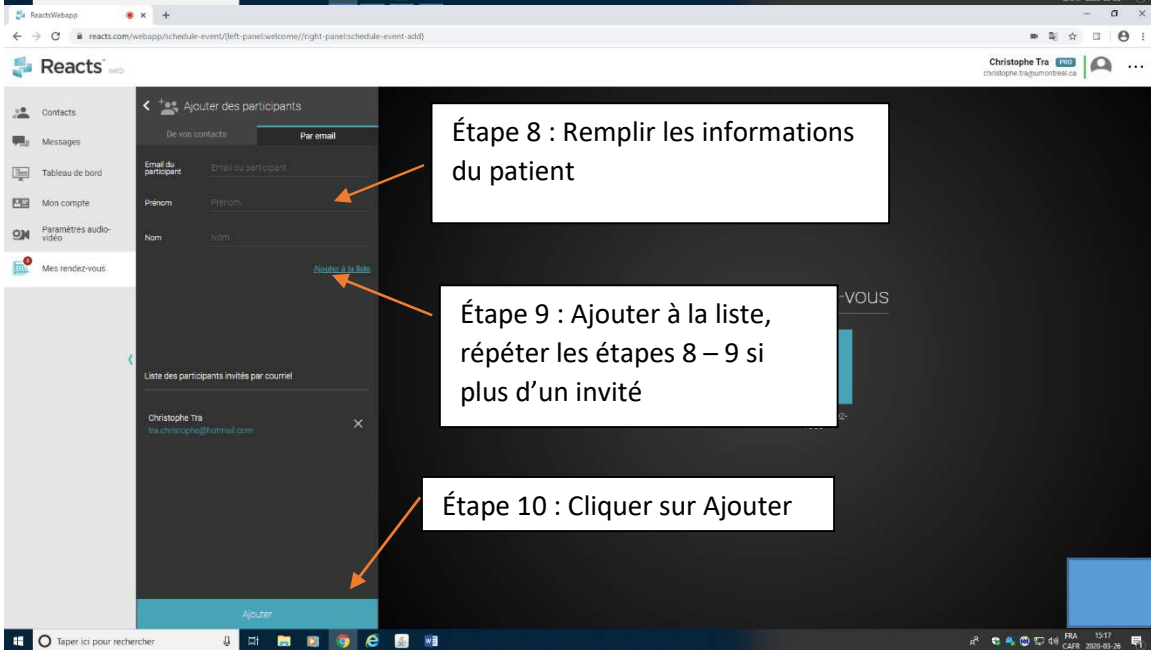 ReactsWebapp
reacts.com/webapp/schedule-event/(left-panel:welcome//right-panel:schedule-event-add)
Reacts web
Christophe Tra PRO
christophe.tra@umontreal.ca
Contacts
Messages
Tableau de bord
Mon compte
Paramètres audio-
vidéo
Mes rendez-vous
Ajouter des participants
De vos contacts
Par email
Email du
participant
Email du participant
Prénom
Prénom
Nom
Nom
Ajouter à la liste
Liste des participants invités par courriel
Christophe Tra
tra.christophe@hotmail.com
Ajouter
Étape 8 : Remplir les informations
du patient
-vous
Étape 9 : Ajouter à la liste,
répéter les étapes 8 – 9 si
plus d’un invité
Étape 10 : Cliquer sur Ajouter
Taper ici pour rechercher
FRA
CAFR
15:17
2020-03-26